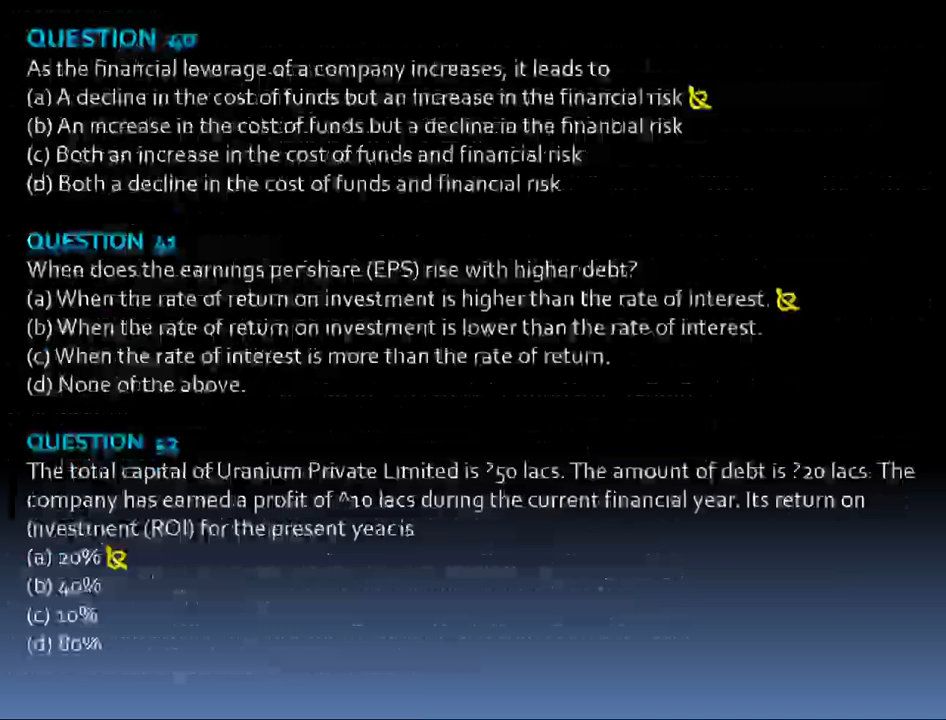 QUESTION 40
As the financial leverage of a company increases, it leads to
(a) A decline in the cost of funds but an increase in the financial risk
(b) An increase in the cost of funds but a decline in the financial risk
(c) Both an increase in the cost of funds and financial risk
(d) Both a decline in the cost of funds and financial risk
QUESTION 41
When does the earnings per share (EPS) rise with higher debt?
(a) When the rate of return on investment is higher than the rate of interest.
(b) When the rate of return on investment is lower than the rate of interest.
(c) When the rate of interest is more than the rate of return.
(d) None of the above.
QUESTION
The total capital of Uranium Private Limited is ?50 lacs. The amount of debt is ?20 lacs. The
company has earned a profit of ^10 lacs during the current financial year. Its return on
Investment (ROI) for the present year is
(a) 20%
(b) 40%
(c) 10%
(d) 80%